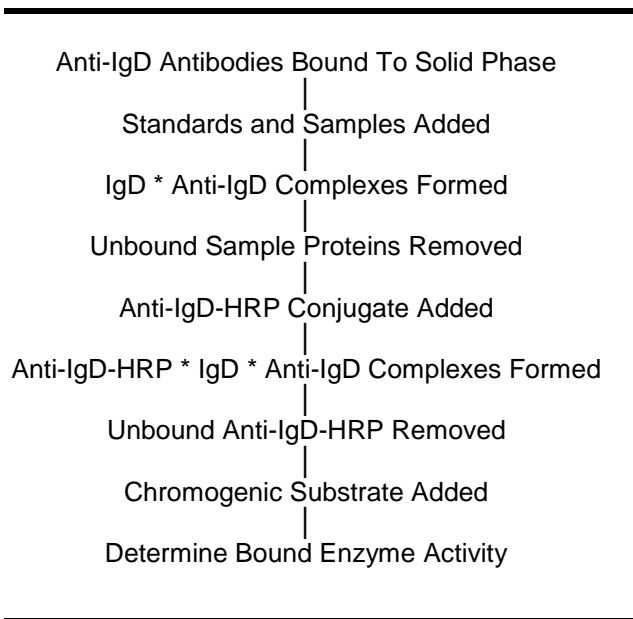 Anti-IgD Antibodies Bound To Solid Phase
Standards and Samples Added
IgD * Anti-IgD Complexes Formed
Unbound Sample Proteins Removed
Anti-IgD-HRP Conjugate Added
Anti-IgD-HRP * IgD * Anti-IgD Complexes Formed
Unbound Anti-IgD-HRP Removed
Chromogenic Substrate Added
Determine Bound Enzyme Activity